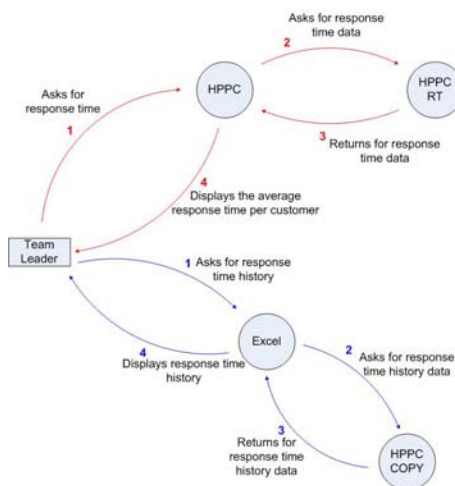 Asks for response
time data
2
HPPC
HPPC
RT
Asks for
response time
1
3
Returns for response
time data
4
Displays the average
response time per customer
Team
Leader
1 Asks for response
time history
Excel
4
Displays response time
history
2
Asks for response
time history data
3
Returns for
response time
history data
HPPC
COPY